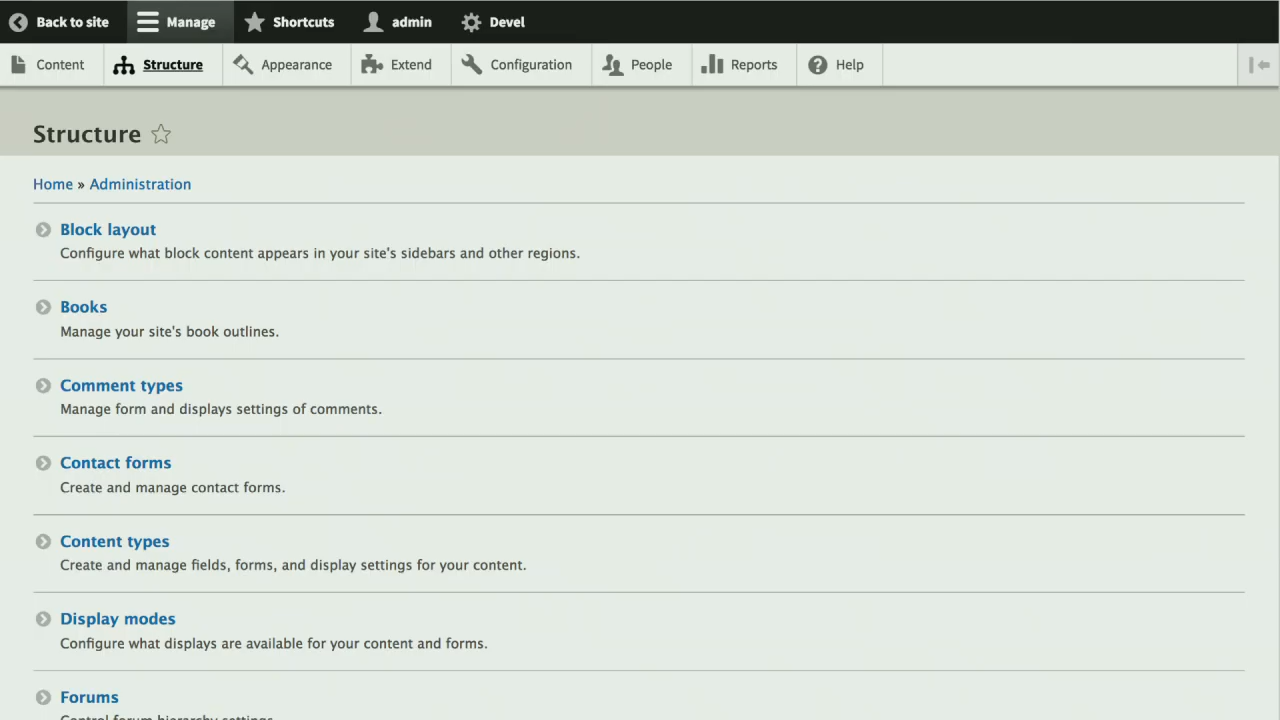 Back to site Manage Shortcuts admin Devel
Content Structure Appearance Extend Configuration People Reports Help
Structure
Home » Administration
Block layout
Configure what block content appears in your site's sidebars and other regions.
Books
Manage your site's book outlines.
Comment types
Manage form and displays settings of comments.
Contact forms
Create and manage contact forms.
Content types
Create and manage fields, forms, and display settings for your content.
Display modes
Configure what displays are available for your content and forms.
Forums
Control forum hierarchy settings.